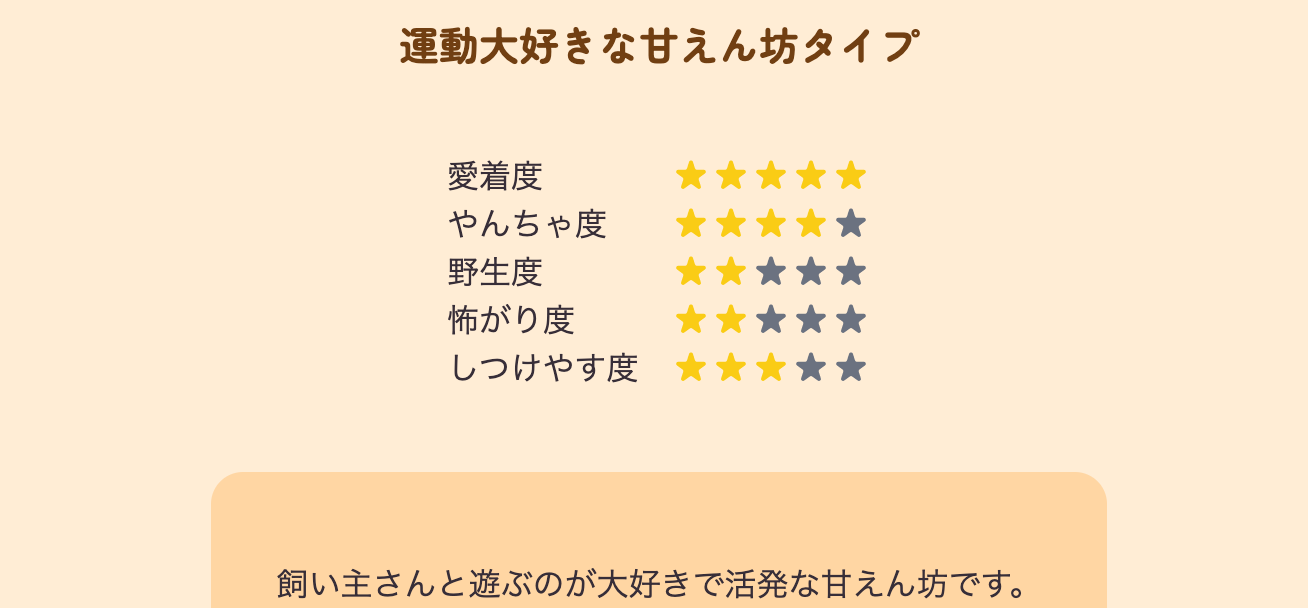 運動大好きな甘えん坊タイプ
愛着度
やんちゃ度
野生度
怖がり度
しつけやす度
飼い主さんと遊ぶのが大好きで活発な甘えん坊です。